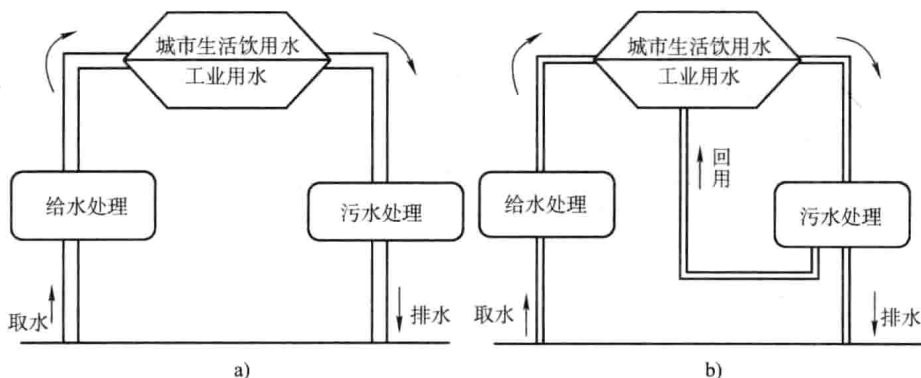 城市生活饮用水
工业用水
给水处理
污水处理
取水
排水
a)
城市生活饮用水
工业用水
回用
给水处理
污水处理
取水
排水
b)